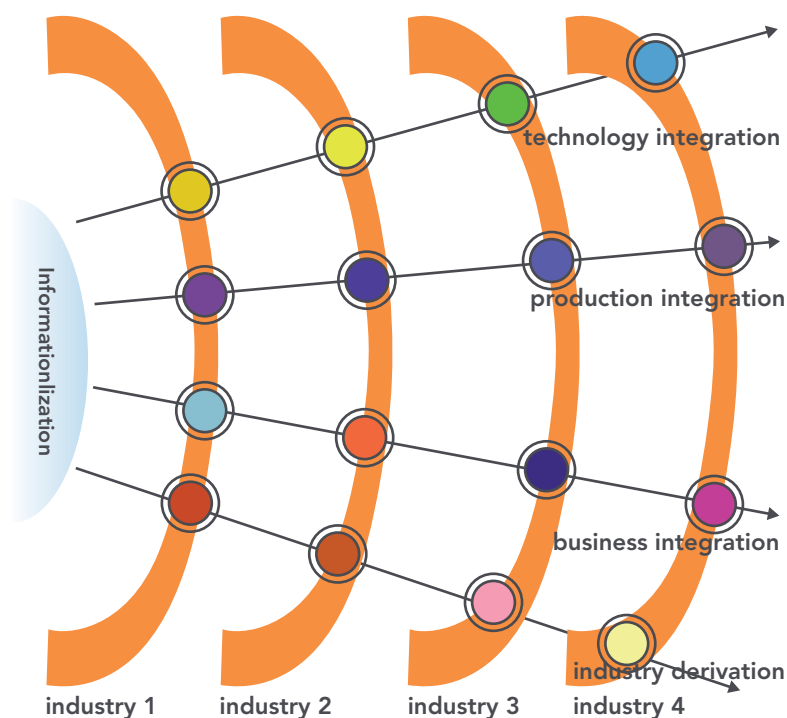 technology integration
Informationlization
production integration
business integration
industry derivation
industry 1
industry 2
industry 3
industry 4